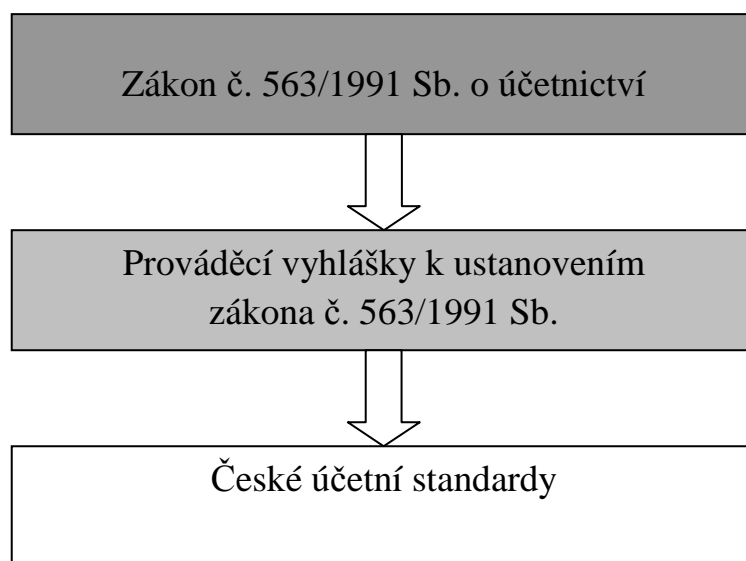 Zákon č. 563/1991 Sb. o účetnictví
Prováděcí vyhlášky k ustanovením
zákona č. 563/1991 Sb.
České účetní standardy